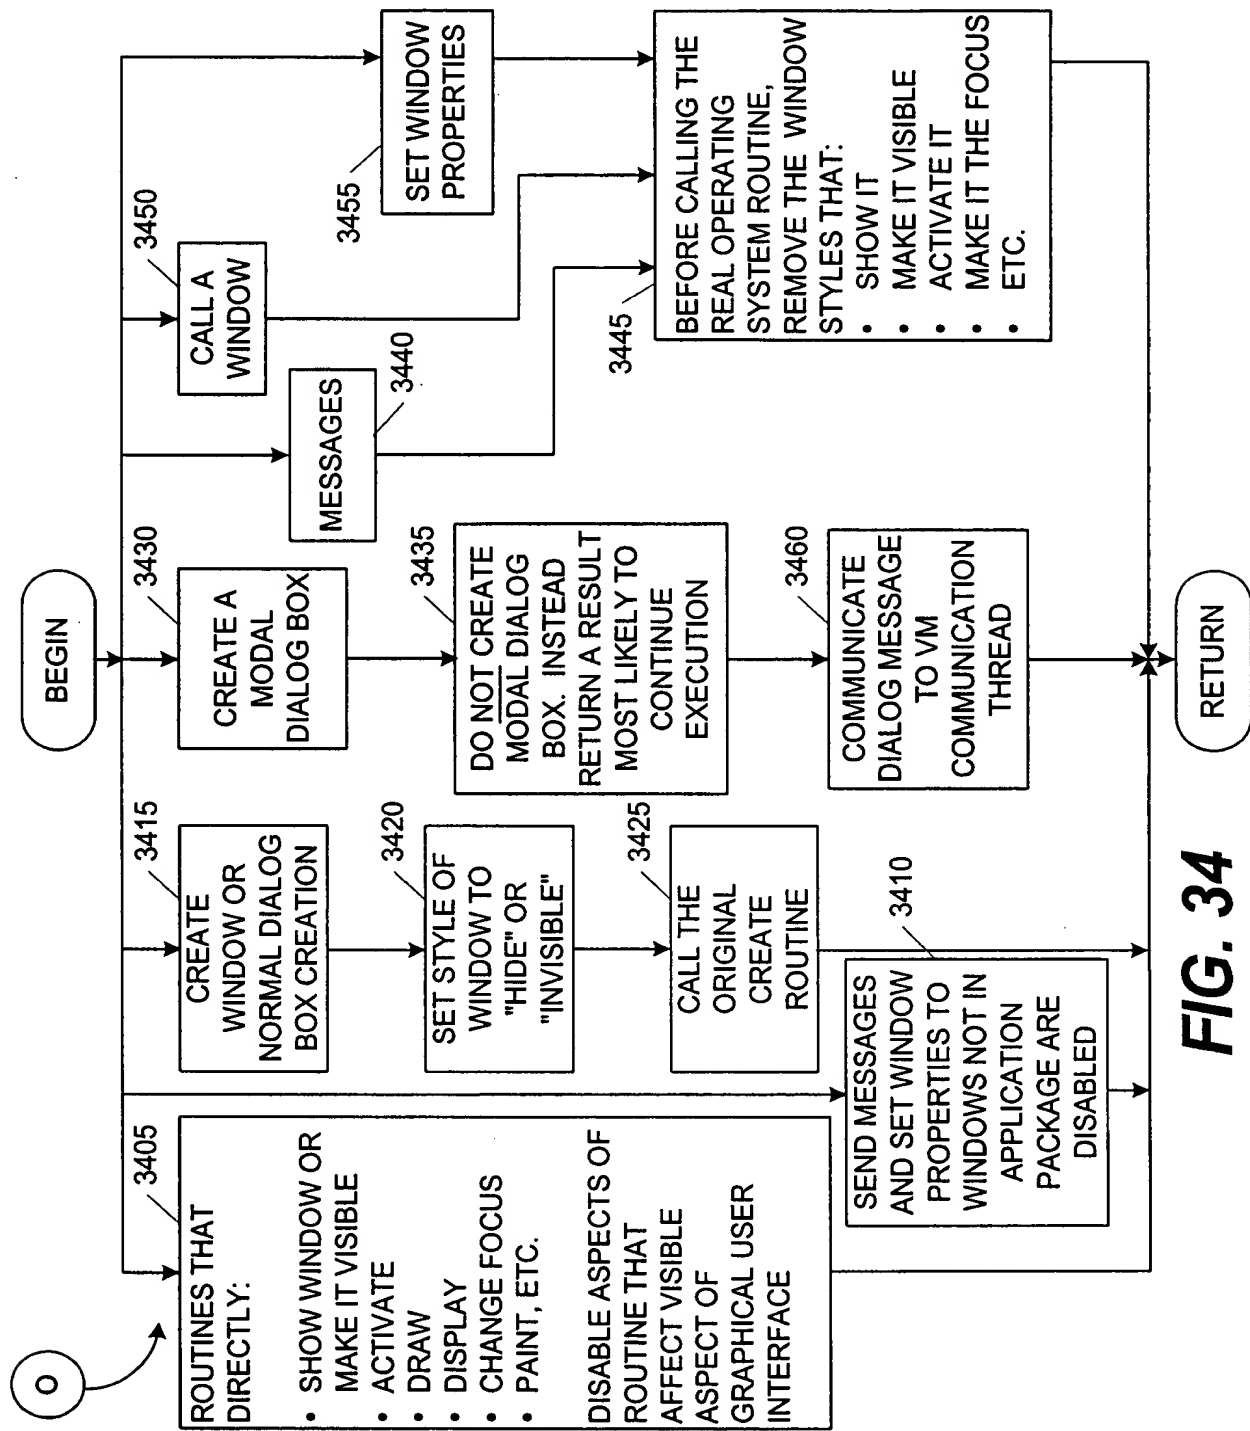 O
BEGIN
3405
ROUTINES THAT
DIRECTLY:
• SHOW WINDOW OR
MAKE IT VISIBLE
• ACTIVATE
• DRAW
• DISPLAY
• CHANGE FOCUS
• PAINT, ETC.
DISABLE ASPECTS OF
ROUTINE THAT
AFFECT VISIBLE
ASPECT OF
GRAPHICAL USER
INTERFACE
3415
CREATE
WINDOW OR
NORMAL DIALOG
BOX CREATION
3420
SET STYLE OF
WINDOW TO
"HIDE" OR
"INVISIBLE"
3425
CALL THE
ORIGINAL
CREATE
ROUTINE
3410
SEND MESSAGES
AND SET WINDOW
PROPERTIES TO
WINDOWS NOT IN
APPLICATION
PACKAGE ARE
DISABLED
3430
CREATE A
MODAL
DIALOG BOX
3435
DO NOT CREATE
MODAL DIALOG
BOX. INSTEAD
RETURN A RESULT
MOST LIKELY TO
CONTINUE
EXECUTION
3460
COMMUNICATE
DIALOG MESSAGE
TO VM
COMMUNICATION
THREAD
MESSAGES
3440
3450
CALL A
WINDOW
3455
SET WINDOW
PROPERTIES
3445
BEFORE CALLING THE
REAL OPERATING
SYSTEM ROUTINE,
REMOVE THE WINDOW
STYLES THAT:
• SHOW IT
• MAKE IT VISIBLE
• ACTIVATE IT
• MAKE IT THE FOCUS
• ETC.
RETURN
FIG. 34